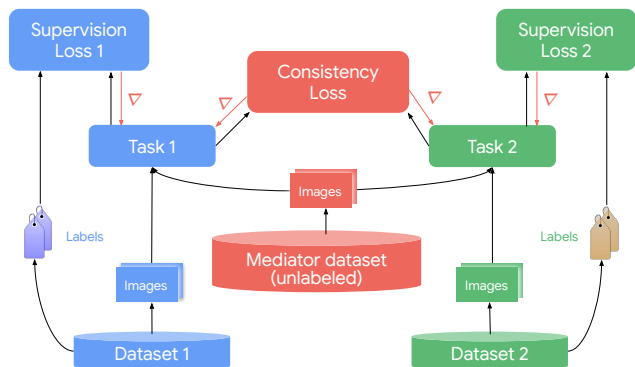 Supervision
Loss 1
Supervision
Loss 2
Consistency
Loss
∇
∇
∇
∇
Task 1
Task 2
Images
Labels
Labels
Mediator dataset
(unlabeled)
Images
Images
Dataset 1
Dataset 2